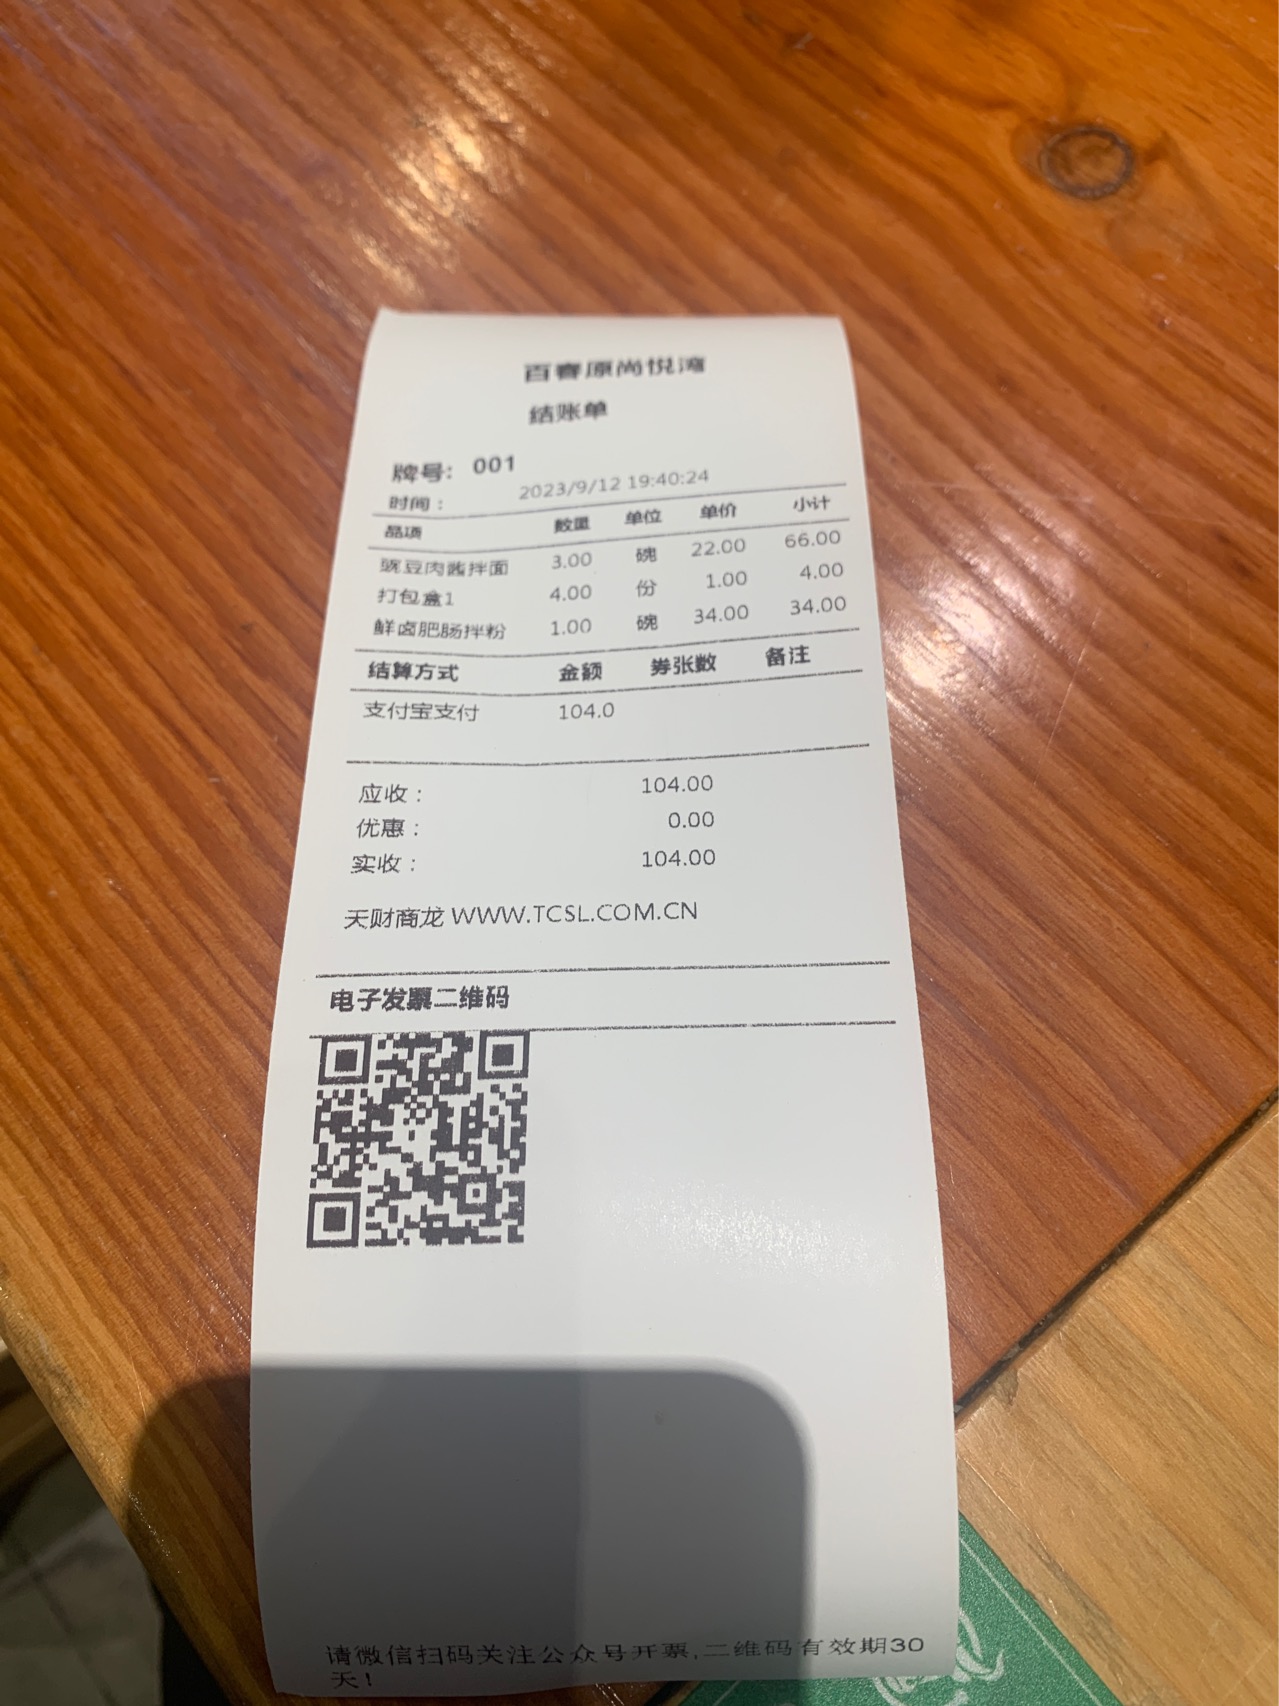 百春原尚悦湾
结账单
牌号: 001
时间: 2023/9/12 19:40:24
品项 数量 单位 单价 小计
豌豆肉酱拌面 3.00 碗 22.00 66.00
打包盒1 4.00 份 1.00 4.00
鲜卤肥肠拌粉 1.00 碗 34.00 34.00
结算方式 金额 券张数 备注
支付宝支付 104.0
应收: 104.00
优惠: 0.00
实收: 104.00
天财商龙 WWW.TCSL.COM.CN
电子发票二维码
请微信扫码关注公众号开票,二维码有效期30
天!